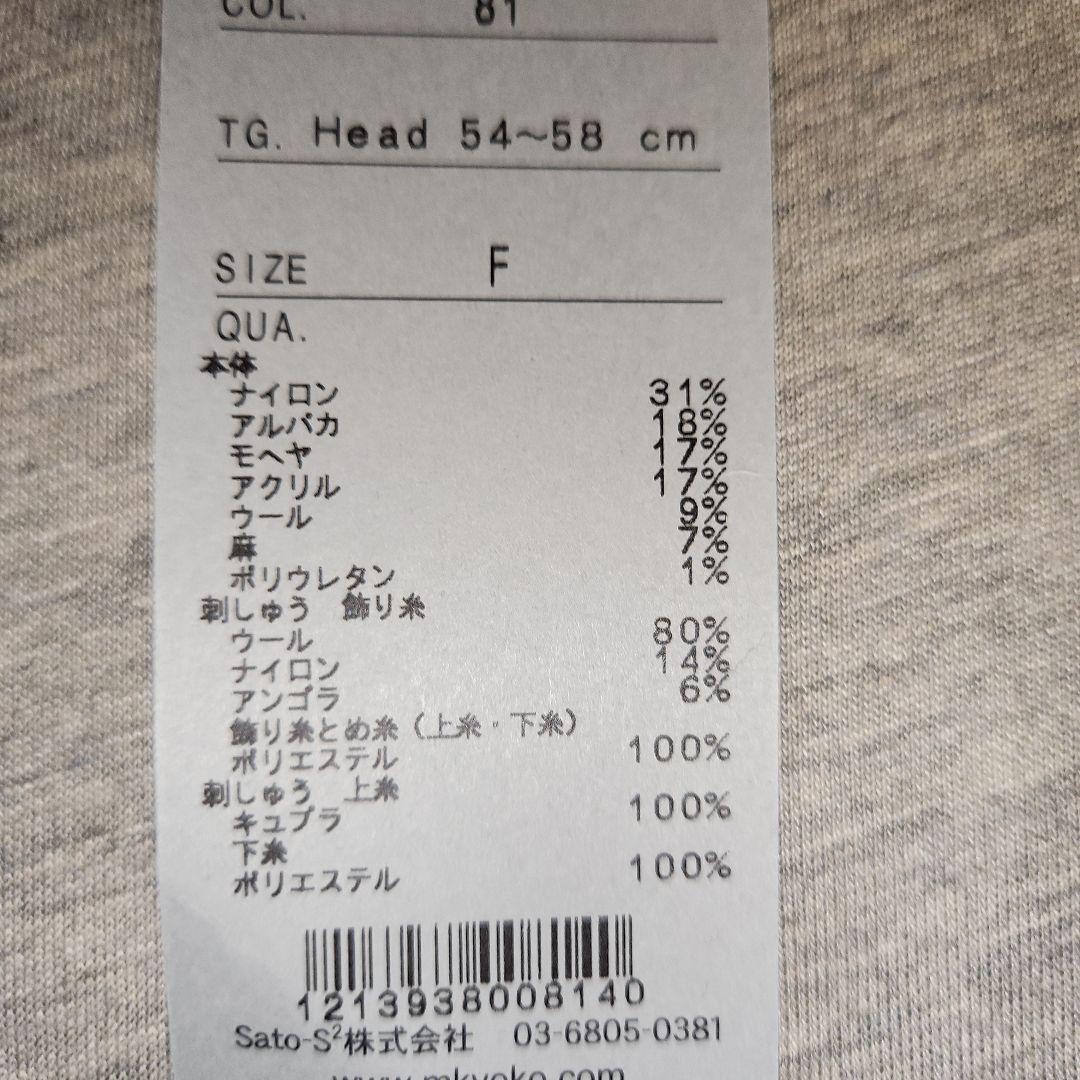 COL. 81
TG. Head 54~58 cm
SIZE F
QUA.
本体
ナイロン 31%
アルパカ 18%
モヘヤ 17%
アクリル 17%
ウール 9%
麻 7%
ポリウレタン 1%
刺しゅう 飾り糸
ウール 80%
ナイロン 14%
アンゴラ 6%
飾り糸とめ糸(上糸・下糸)
ポリエステル 100%
刺しゅう 上糸
キュプラ 100%
下糸
ポリエステル 100%
1213938008140
Sato-S²株式会社 03-6805-0381
www.mkyoko.com